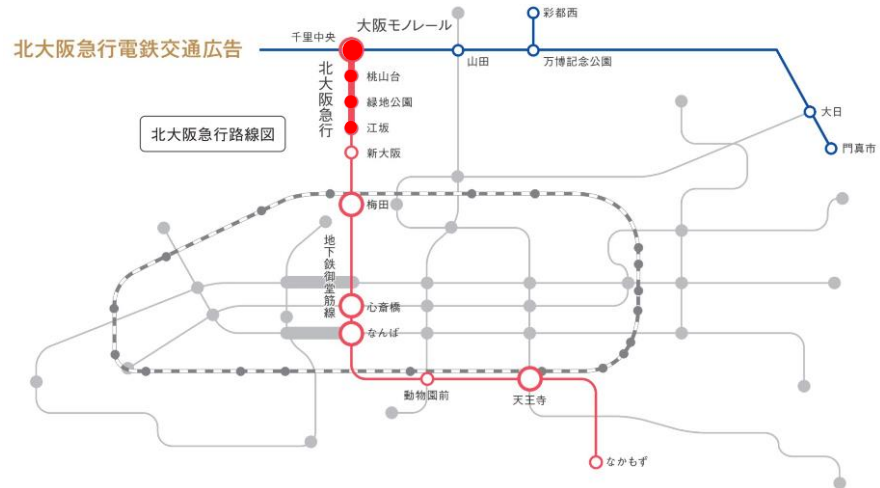 彩都西
千里中央
大阪モノレール
北大阪急行電鉄交通広告
山田
万博記念公園
北大阪急行
桃山台
緑地公園
大日
北大阪急行路線図
江坂
新大阪
門真市
梅田
地下鉄御堂筋線
心斎橋
なんば
動物園前
天王寺
なかもず